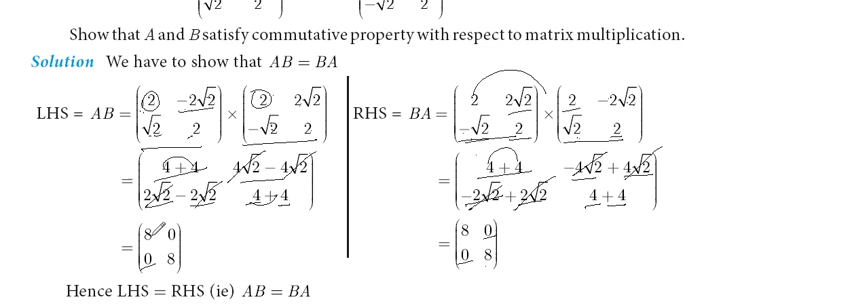 √2 2 −√2 2
Show that A and B satisfy commutative property with respect to matrix multiplication.
Solution We have to show that AB = BA
LHS = AB = (2 −2√2; √2 2) × (2 2√2; −√2 2)
= (4 + 4 4√2 − 4√2; 2√2 − 2√2 4 + 4)
= (8 0; 0 8)
RHS = BA = (2 2√2; −√2 2) × (2 −2√2; √2 2)
= (4 + 4 −4√2 + 4√2; −2√2 + 2√2 4 + 4)
= (8 0; 0 8)
Hence LHS = RHS (ie) AB = BA